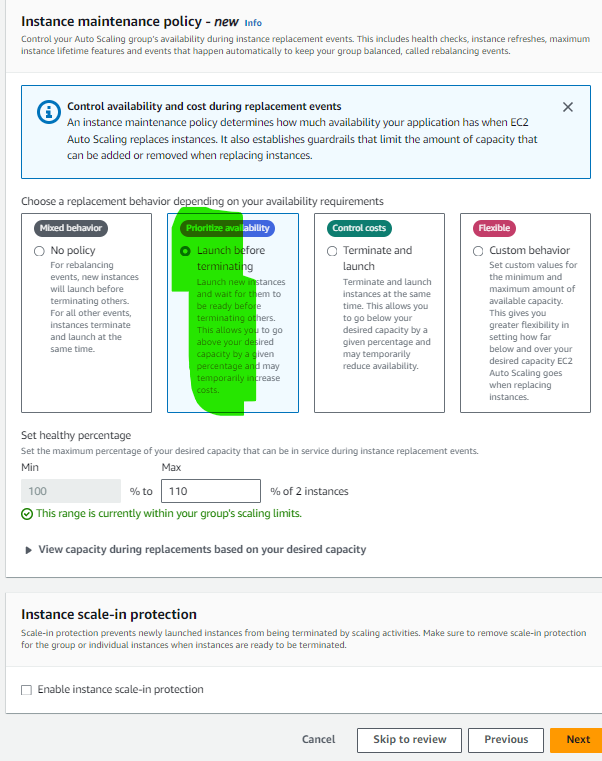 Instance maintenance policy - new Info
Control your Auto Scaling group's availability during instance replacement events. This includes health checks, instance refreshes, maximum
instance lifetime features and events that happen automatically to keep your group balanced, called rebalancing events.
Control availability and cost during replacement events
An instance maintenance policy determines how much availability your application has when EC2
Auto Scaling replaces instances. It also establishes guardrails that limit the amount of capacity that
can be added or removed when replacing instances.
Choose a replacement behavior depending on your availability requirements
Mixed behavior
No policy
For rebalancing
events, new instances
will launch before
terminating others.
For all other events,
instances terminate
and launch at the
same time.
Prioritize availability
Launch before
terminating
Launch new instances
and wait for them to
be ready before
terminating others.
This allows you to go
above your desired
capacity by a given
percentage and may
temporarily increase
costs.
Control costs
Terminate and
launch
Terminate and launch
instances at the same
time. This allows you
to go below your
desired capacity by a
given percentage and
may temporarily
reduce availability.
Flexible
Custom behavior
Set custom values for
the minimum and
maximum amount of
available capacity.
This gives you
greater flexibility in
setting how far
below and over your
desired capacity EC2
Auto Scaling goes
when replacing
instances.
Set healthy percentage
Set the maximum percentage of your desired capacity that can be in service during instance replacement events.
Min Max
100 % to 110 % of 2 instances
This range is currently within your group's scaling limits.
View capacity during replacements based on your desired capacity
Instance scale-in protection
Scale-in protection prevents newly launched instances from being terminated by scaling activities. Make sure to remove scale-in protection
for the group or individual instances when instances are ready to be terminated.
Enable instance scale-in protection
Cancel Skip to review Previous Next